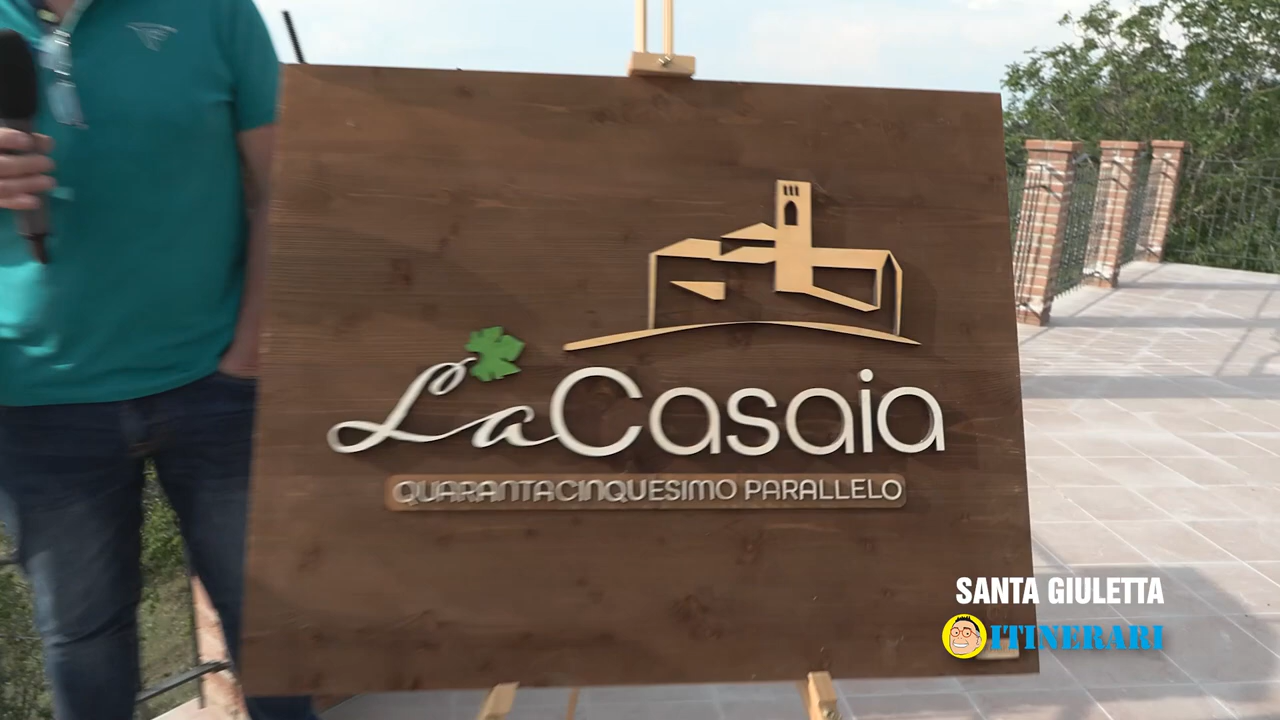 La Casaia
QUARANTACINQUESIMO PARALLELO
SANTA GIULETTA
ITINERARI